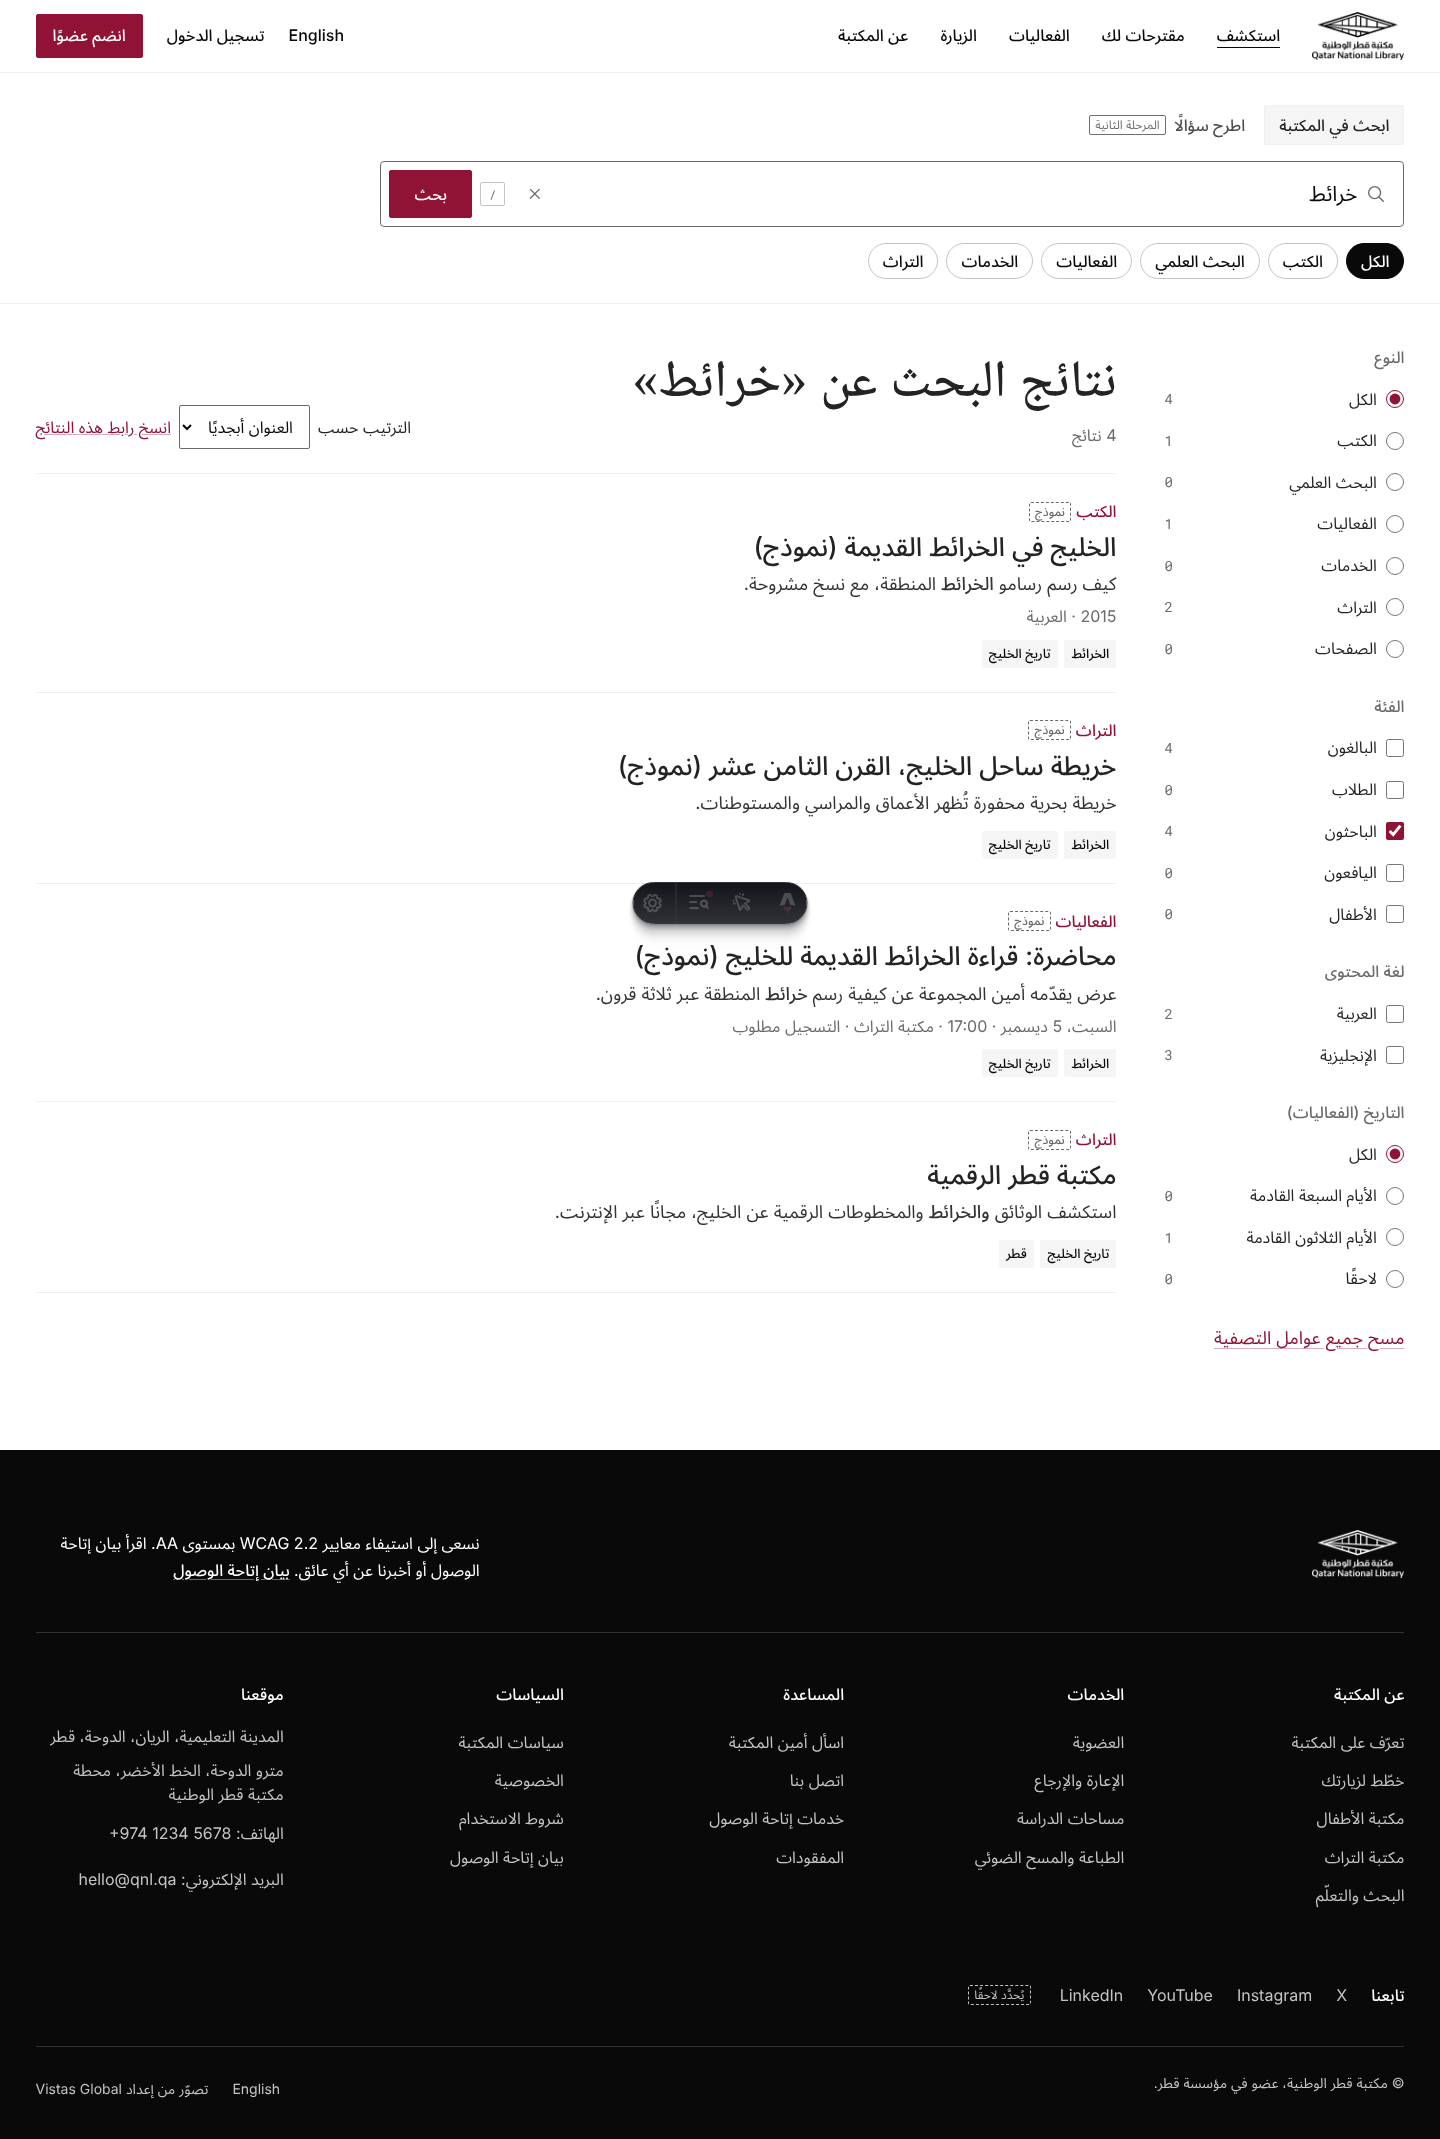 مكتبة قطر الوطنية
Qatar National Library
استكشف
مقترحات لك
الفعاليات
الزيارة
عن المكتبة
English
تسجيل الدخول
انضم عضوًا
ابحث في المكتبة
اطرح سؤالًا
المرحلة الثانية
خرائط
/
بحث
الكل
الكتب
البحث العلمي
الفعاليات
الخدمات
التراث
النوع
الكل 4
الكتب 1
البحث العلمي 0
الفعاليات 1
الخدمات 0
التراث 2
الصفحات 0
الفئة
البالغون 4
الطلاب 0
الباحثون 4
اليافعون 0
الأطفال 0
لغة المحتوى
العربية 2
الإنجليزية 3
التاريخ (الفعاليات)
الكل
الأيام السبعة القادمة 0
الأيام الثلاثون القادمة 1
لاحقًا 0
مسح جميع عوامل التصفية
نتائج البحث عن «خرائط»
4 نتائج
الترتيب حسب
العنوان أبجديًا
انسخ رابط هذه النتائج
الكتب نموذج
الخليج في الخرائط القديمة (نموذج)
كيف رسم رسامو الخرائط المنطقة، مع نسخ مشروحة.
2015 · العربية
الخرائط تاريخ الخليج
التراث نموذج
خريطة ساحل الخليج، القرن الثامن عشر (نموذج)
خريطة بحرية محفورة تُظهر الأعماق والمراسي والمستوطنات.
الخرائط تاريخ الخليج
الفعاليات نموذج
محاضرة: قراءة الخرائط القديمة للخليج (نموذج)
عرض يقدّمه أمين المجموعة عن كيفية رسم خرائط المنطقة عبر ثلاثة قرون.
السبت، 5 ديسمبر · 17:00 · مكتبة التراث · التسجيل مطلوب
الخرائط تاريخ الخليج
التراث نموذج
مكتبة قطر الرقمية
استكشف الوثائق والخرائط والمخطوطات الرقمية عن الخليج، مجانًا عبر الإنترنت.
تاريخ الخليج قطر
مكتبة قطر الوطنية
Qatar National Library
نسعى إلى استيفاء معايير WCAG 2.2 بمستوى AA. اقرأ بيان إتاحة
الوصول أو أخبرنا عن أي عائق. بيان إتاحة الوصول
عن المكتبة
تعرّف على المكتبة
خطّط لزيارتك
مكتبة الأطفال
مكتبة التراث
البحث والتعلّم
الخدمات
العضوية
الإعارة والإرجاع
مساحات الدراسة
الطباعة والمسح الضوئي
المساعدة
اسأل أمين المكتبة
اتصل بنا
خدمات إتاحة الوصول
المفقودات
السياسات
سياسات المكتبة
الخصوصية
شروط الاستخدام
بيان إتاحة الوصول
موقعنا
المدينة التعليمية، الريان، الدوحة، قطر
مترو الدوحة، الخط الأخضر، محطة
مكتبة قطر الوطنية
الهاتف: 5678 1234 974+
البريد الإلكتروني: hello@qnl.qa
تابعنا
X
Instagram
YouTube
LinkedIn
يُحدَّد لاحقًا
© مكتبة قطر الوطنية، عضو في مؤسسة قطر.
English
تصوّر من إعداد Vistas Global